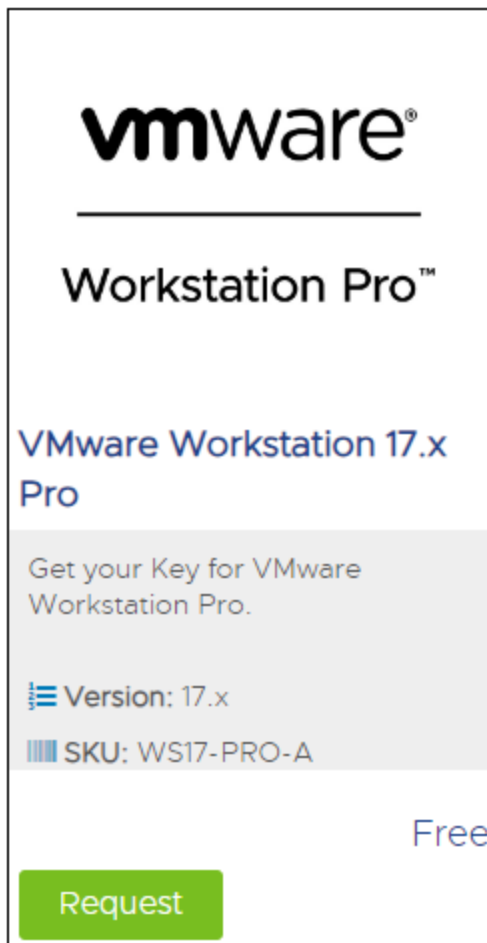 vmware®
Workstation Pro™
VMware Workstation 17.x
Pro
Get your Key for VMware
Workstation Pro.
Version: 17.x
SKU: WS17-PRO-A
Free
Request